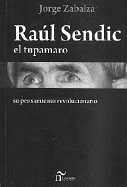 Jorge Zabalza
Raúl Sendic
el tupamaro
su pensamiento revolucionario
ñ